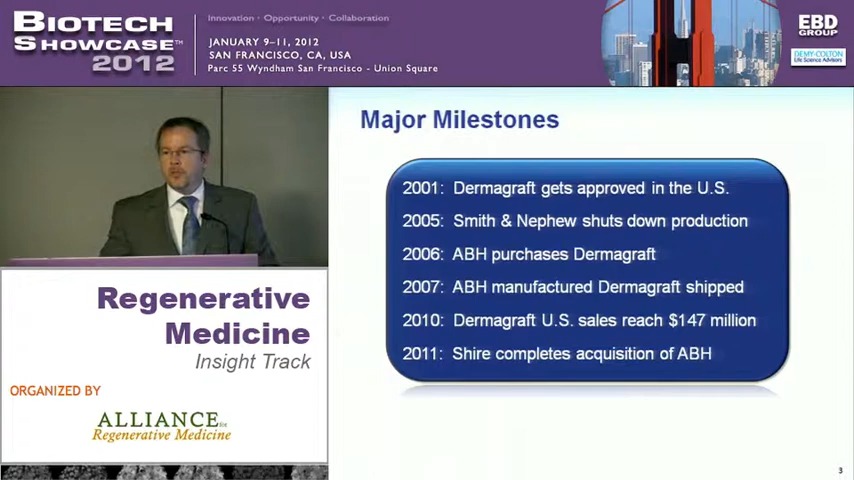 BIOTECH
SHOWCASE™
2012
Innovation · Opportunity · Collaboration
JANUARY 9–11, 2012
SAN FRANCISCO, CA, USA
Parc 55 Wyndham San Francisco - Union Square
EBD
GROUP
DEMY-COLTON
Life Science Advisors
Major Milestones
2001: Dermagraft gets approved in the U.S.
2005: Smith & Nephew shuts down production
2006: ABH purchases Dermagraft
2007: ABH manufactured Dermagraft shipped
2010: Dermagraft U.S. sales reach $147 million
2011: Shire completes acquisition of ABH
Regenerative
Medicine
Insight Track
ORGANIZED BY
ALLIANCE for
Regenerative Medicine
3